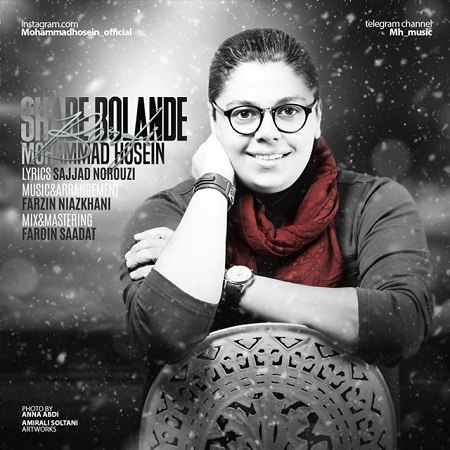 instagram.com
Mohammadhosein_official
telegram channel
Mh_music
SHABE BOLANDE
MOHAMMAD HOSEIN
LYRICS SAJJAD NOROUZI
MUSIC&ARRANGEMENT
FARZIN NIAZKHANI
MIX&MASTERING
FARDIN SAADAT
PHOTO BY
ANNA ABDI
AMIRALI SOLTANI
ARTWORKS